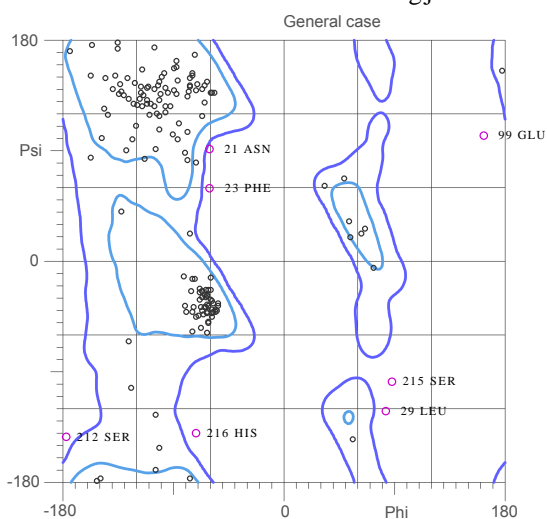 General case
180
Psi
99 GLU
21 ASN
23 PHE
0
215 SER
29 LEU
216 HIS
212 SER
-180
-180
0
Phi
180